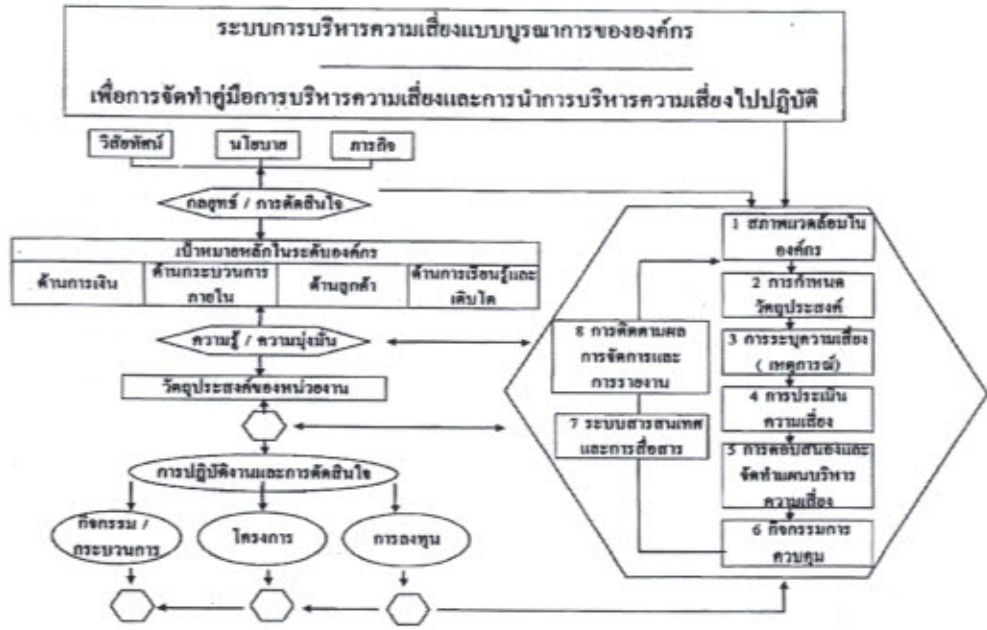 ระบบการบริหารความเสี่ยงแบบบูรณาการขององค์กร
เพื่อการจัดทำคู่มือการบริหารความเสี่ยงและการนำการบริหารความเสี่ยงไปปฏิบัติ
วิสัยทัศน์
นโยบาย
ภารกิจ
กลยุทธ์ / การตัดสินใจ
เป้าหมายหลักในระดับองค์กร
ด้านการเงิน
ด้านกระบวนการ
ภายใน
ด้านลูกค้า
ด้านการเรียนรู้และ
เติบโต
ความรู้ / ความมุ่งมั่น
วัตถุประสงค์ของหน่วยงาน
การปฏิบัติงานและการตัดสินใจ
กิจกรรม /
กระบวนการ
โครงการ
การลงทุน
1 สภาพแวดล้อมใน
องค์กร
2 การกำหนด
วัตถุประสงค์
3 การระบุความเสี่ยง
( เหตุการณ์)
4 การประเมิน
ความเสี่ยง
5 การตอบสนองและ
จัดทำแผนบริหาร
ความเสี่ยง
6 กิจกรรมการ
ควบคุม
7 ระบบสารสนเทศ
และการสื่อสาร
8 การติดตามผล
การจัดการและ
การรายงาน